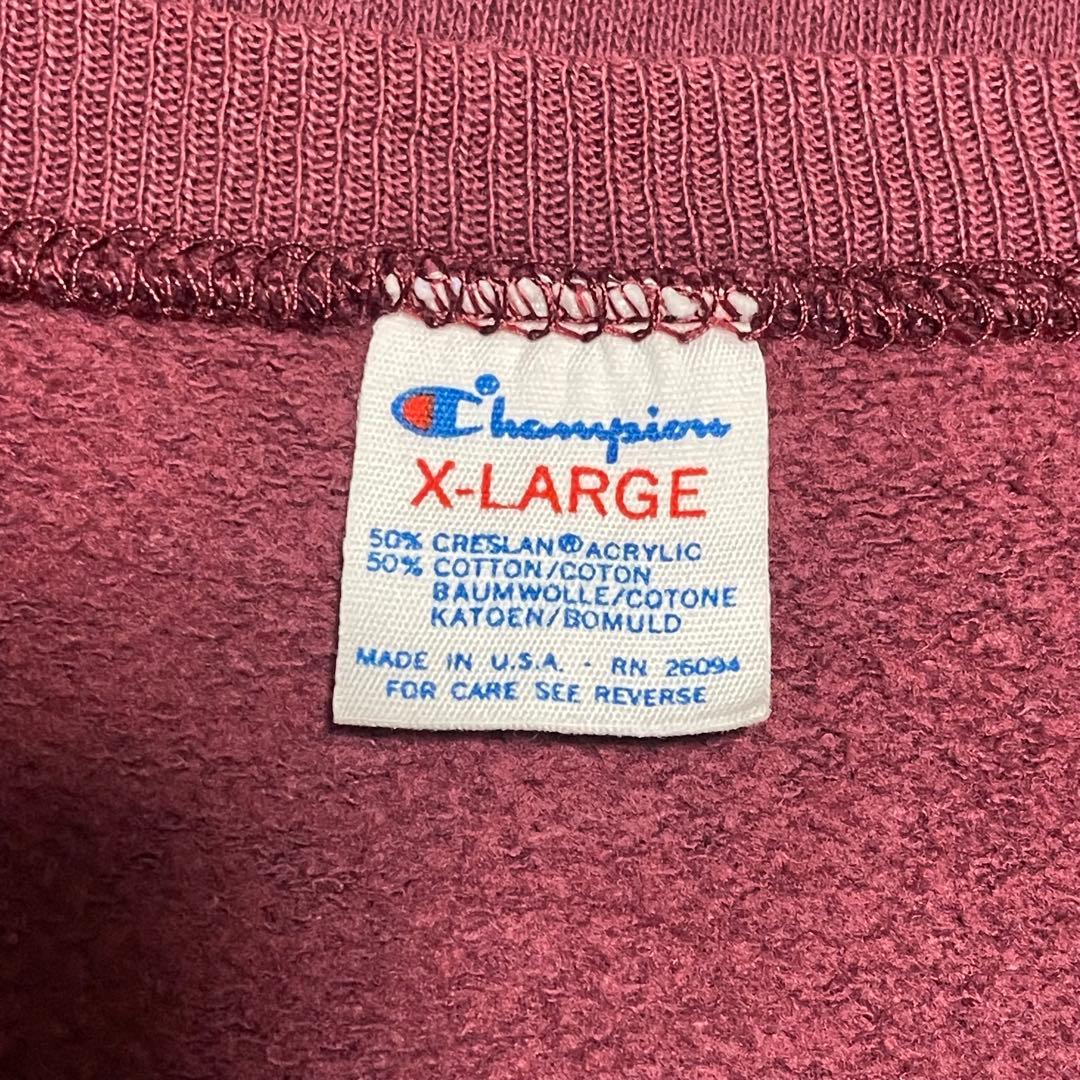 Champion®
X-LARGE
50% CRESLAN® ACRYLIC
50% COTTON/COTON
BAUMWOLLE/COTONE
KATOEN/BOMULD
MADE IN U.S.A. - RN 26094
FOR CARE SEE REVERSE